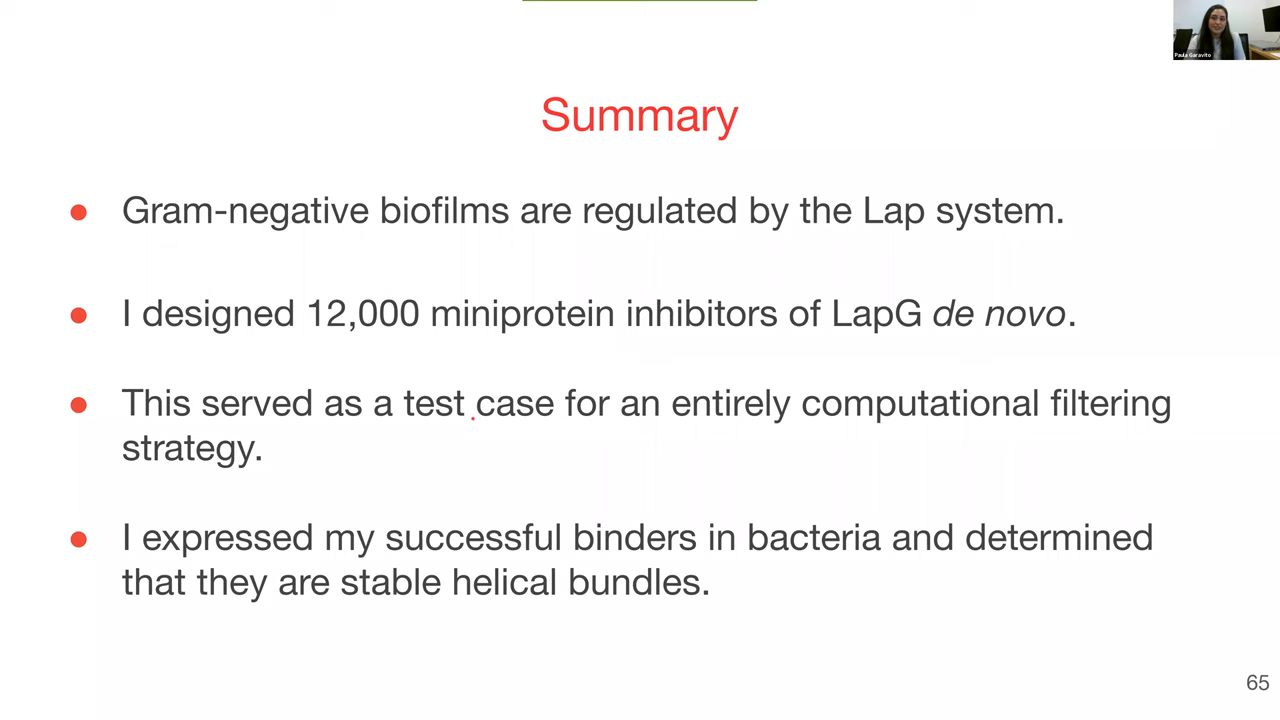 Paula Garavito
Summary
● Gram-negative biofilms are regulated by the Lap system.
● I designed 12,000 miniprotein inhibitors of LapG de novo.
● This served as a test case for an entirely computational filtering
strategy.
● I expressed my successful binders in bacteria and determined
that they are stable helical bundles.
65